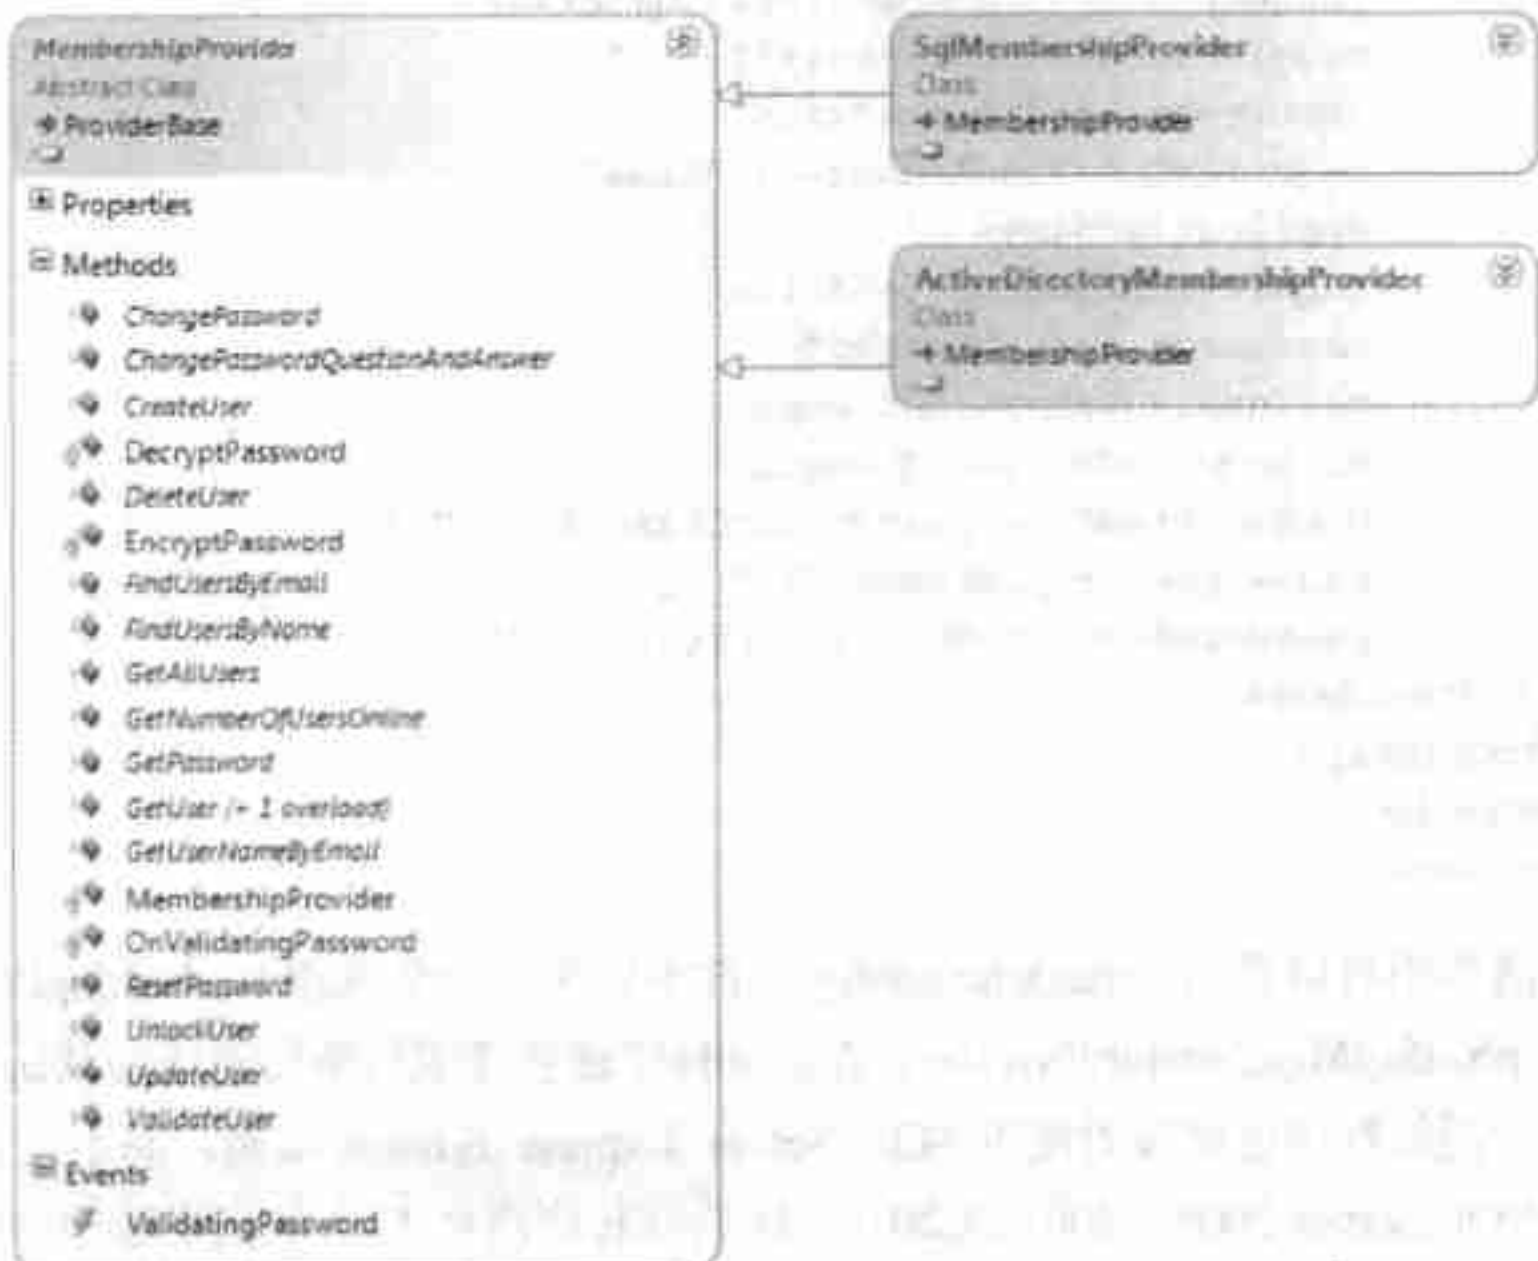 MembershipProvider
Abstract Class
ProviderBase
Properties
Methods
ChangePassword
ChangePasswordQuestionAndAnswer
CreateUser
DecryptPassword
DeleteUser
EncryptPassword
FindUsersByEmail
FindUsersByName
GetAllUsers
GetNumberOfUsersOnline
GetPassword
GetUser (+ 1 overload)
GetUserNameByEmail
MembershipProvider
OnValidatingPassword
ResetPassword
UnlockUser
UpdateUser
ValidateUser
Events
ValidatingPassword
SqlMembershipProvider
Class
MembershipProvider
ActiveDirectoryMembershipProvider
Class
MembershipProvider